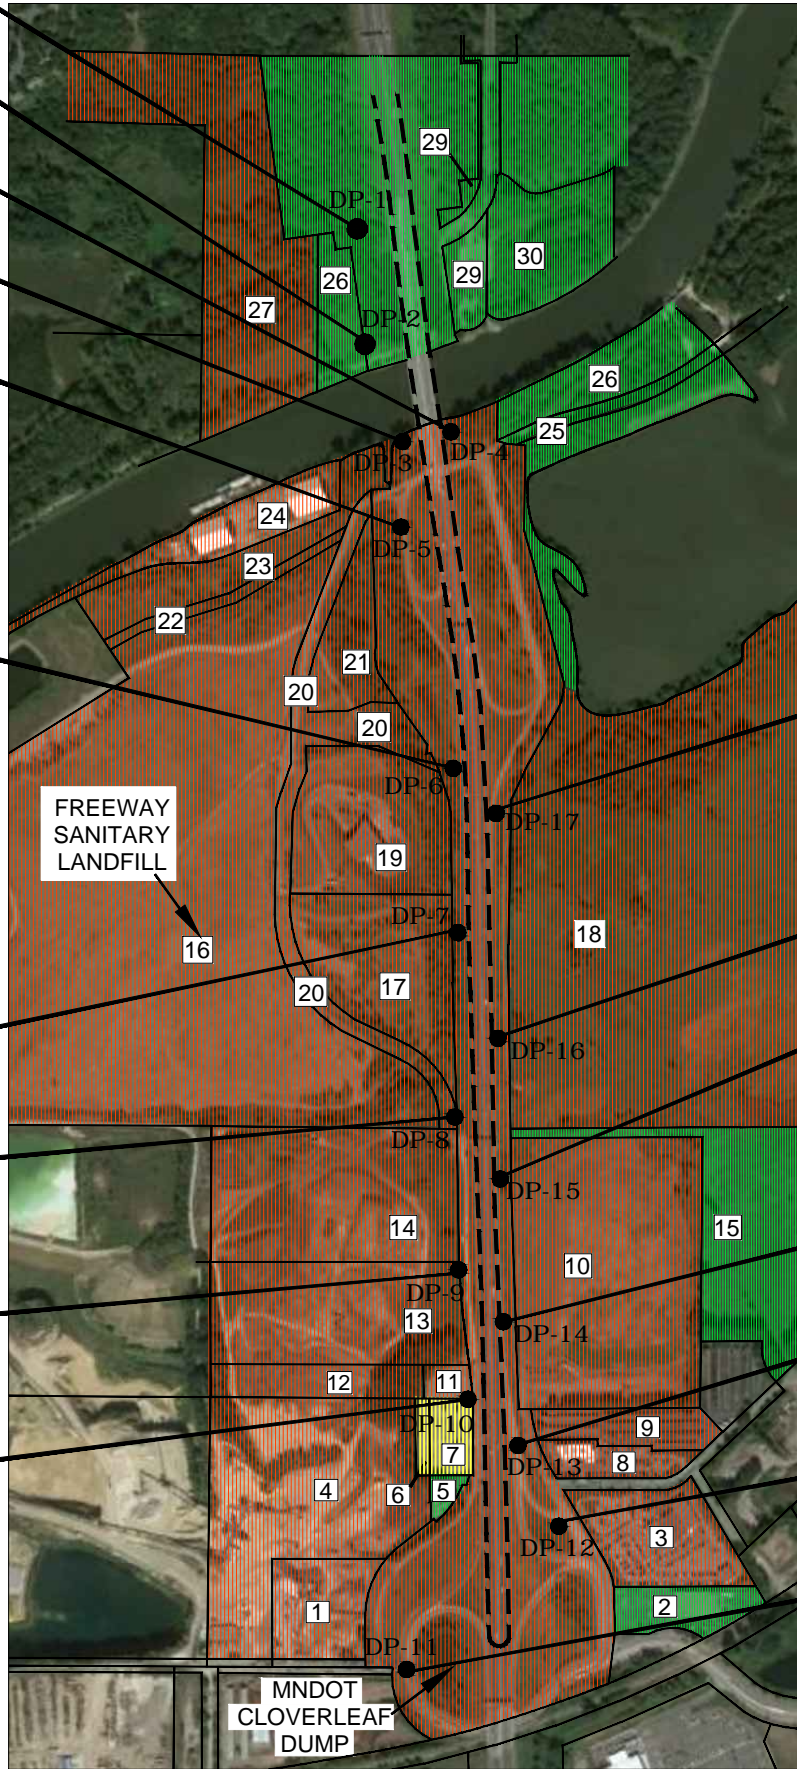 29
DP-1
30
26
29
27
DP-2
26
25
DP-4
DP-3
24
DP-5
23
22
21
20
20
DP-6
FREEWAY
SANITARY
LANDFILL
DP-17
19
DP-7
18
16
17
20
DP-16
DP-8
DP-15
14
15
10
DP-9
13
DP-14
12
11
DP-10
9
7
DP-13
8
4
6
5
3
DP-12
2
1
DP-11
MNDOT
CLOVERLEAF
DUMP